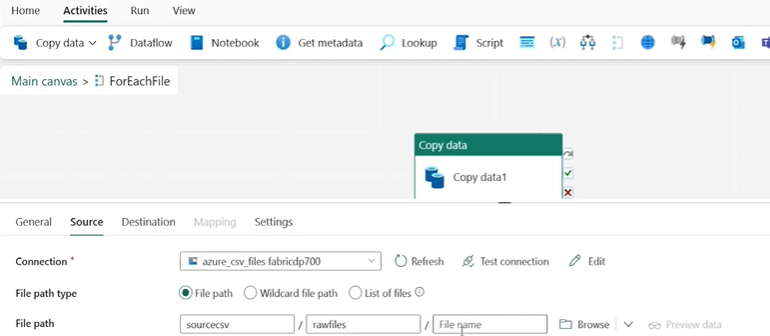 Home Activities Run View
Copy data Dataflow Notebook Get metadata Lookup Script (x)
Main canvas > ForEachFile
Copy data
Copy data1
General Source Destination Mapping Settings
Connection * azure_csv_files fabricdp700 Refresh Test connection Edit
File path type File path Wildcard file path List of files
File path sourcecsv / rawfiles / File name Browse Preview data